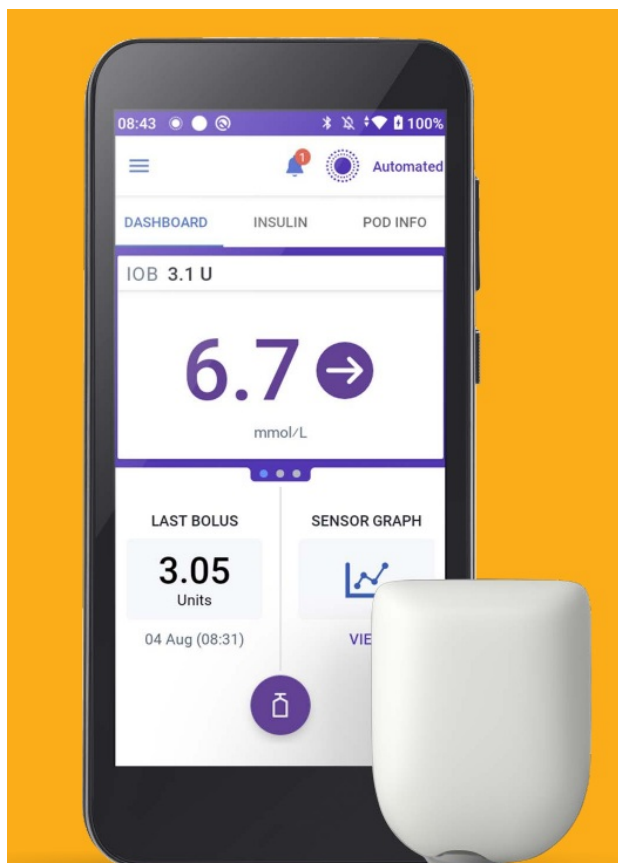 08:43 100%
1
Automated
DASHBOARD INSULIN POD INFO
IOB 3.1 U
6.7
mmol/L
LAST BOLUS SENSOR GRAPH
3.05
Units
04 Aug (08:31)